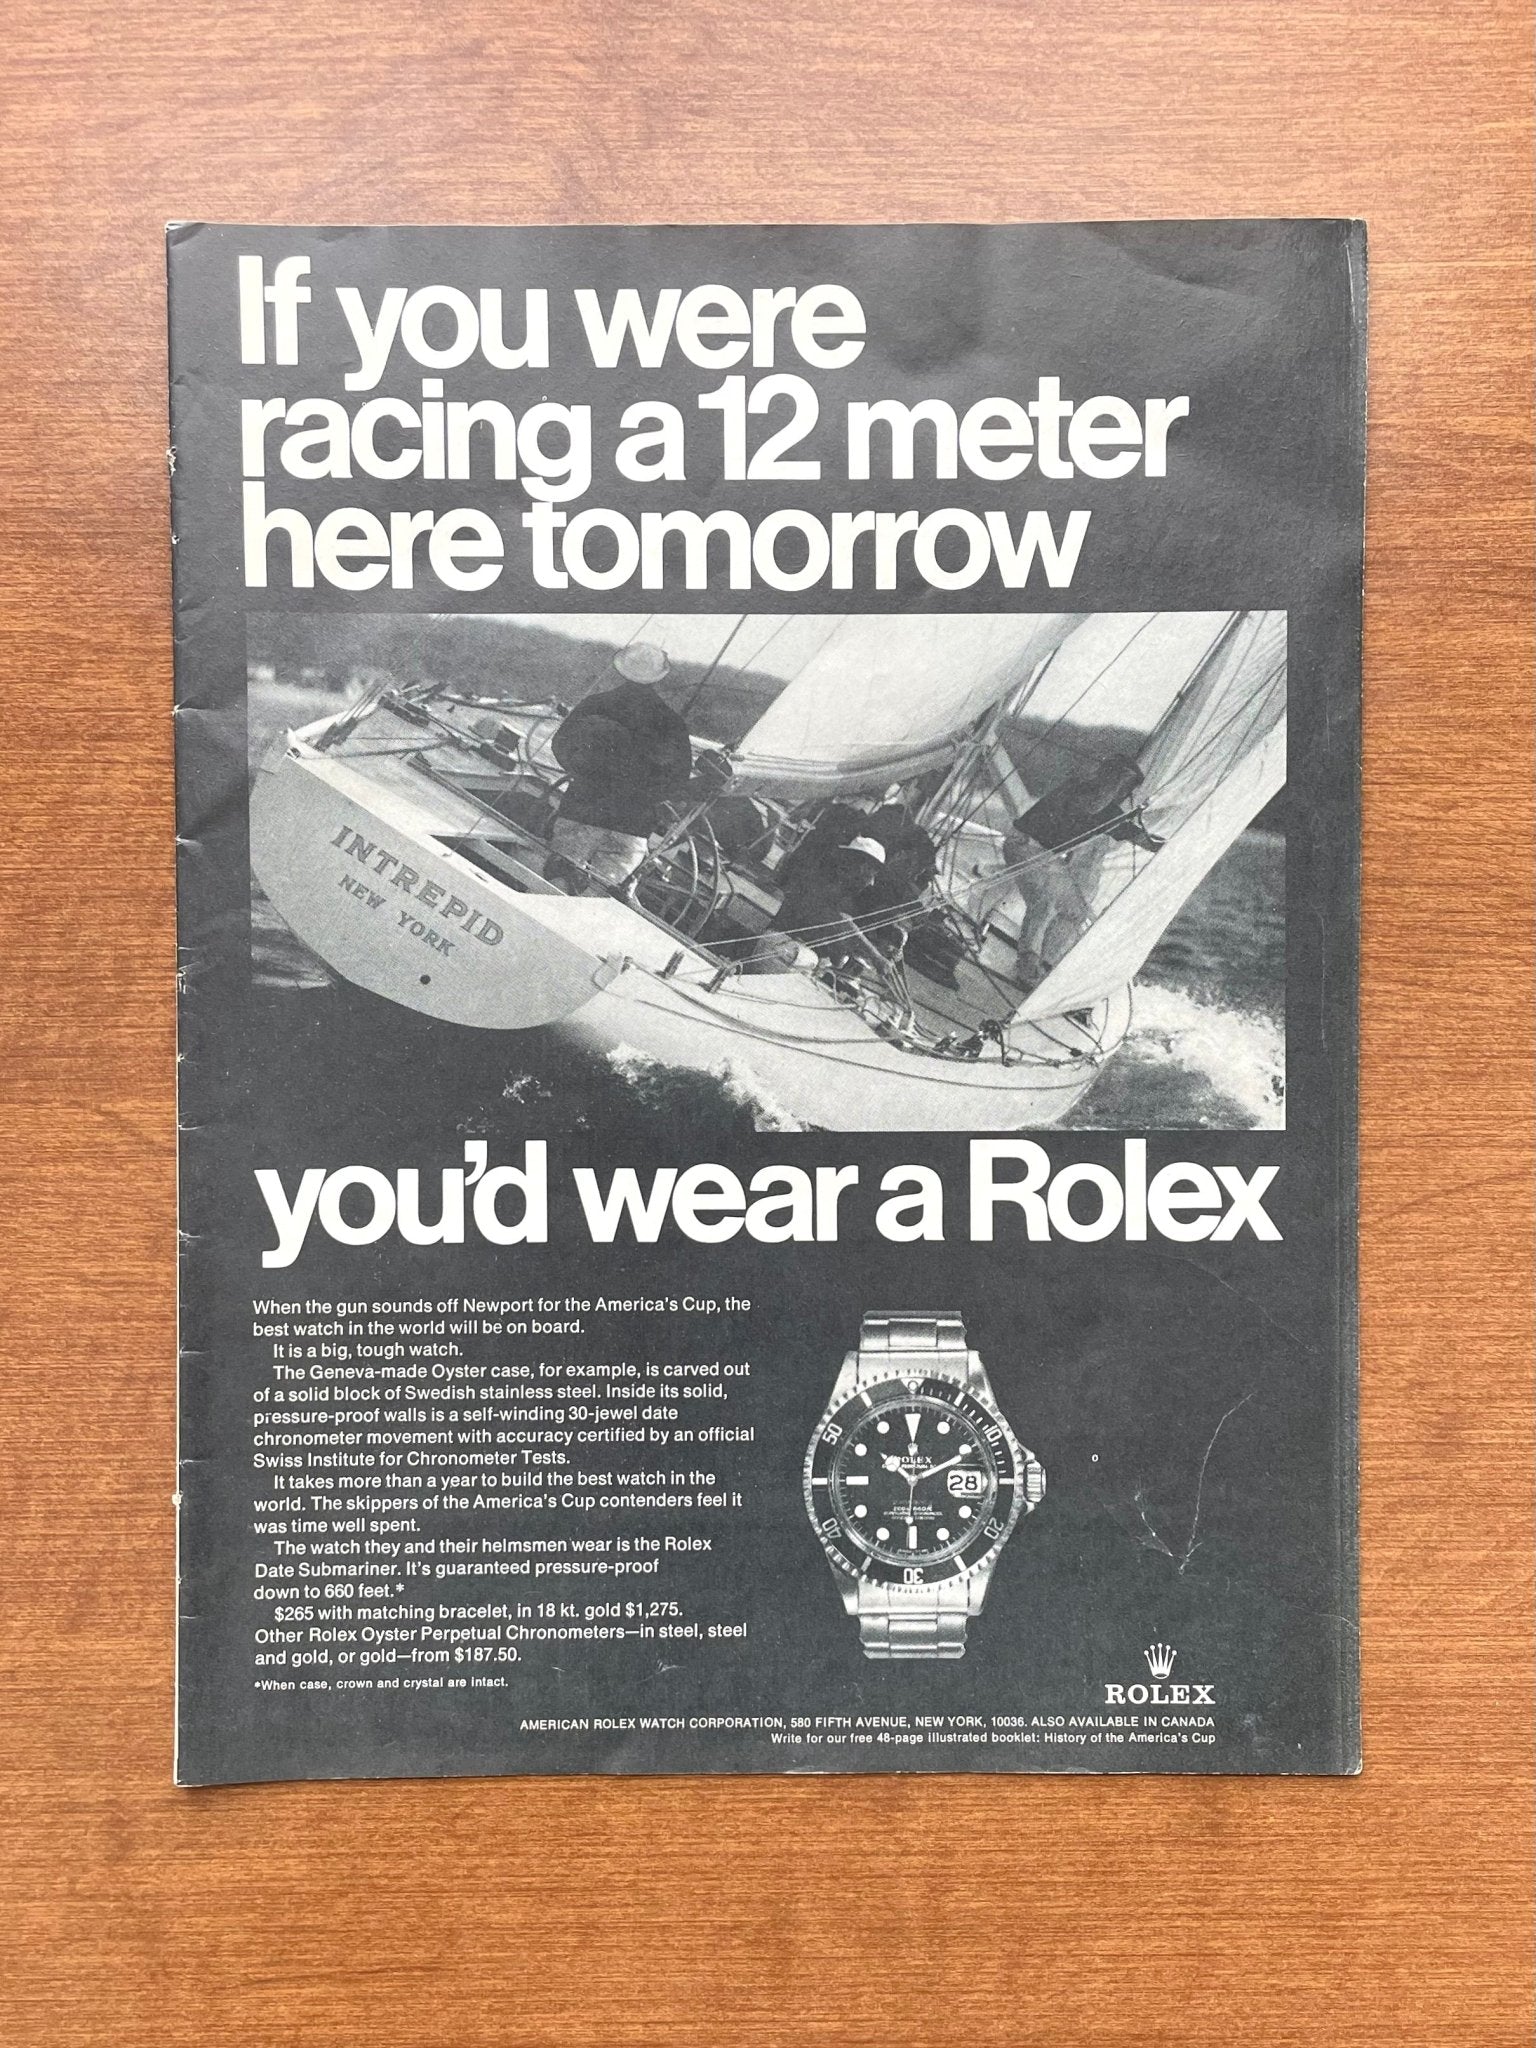 If you were
racing a 12 meter
here tomorrow
INTREPID
NEW YORK
you'd wear a Rolex
When the gun sounds off Newport for the America's Cup, the
best watch in the world will be on board.
It is a big, tough watch.
The Geneva-made Oyster case, for example, is carved out
of a solid block of Swedish stainless steel. Inside its solid,
pressure-proof walls is a self-winding 30-jewel date
chronometer movement with accuracy certified by an official
Swiss Institute for Chronometer Tests.
It takes more than a year to build the best watch in the
world. The skippers of the America's Cup contenders feel it
was time well spent.
The watch they and their helmsmen wear is the Rolex
Date Submariner. It's guaranteed pressure-proof
down to 660 feet.*
$265 with matching bracelet, in 18 kt. gold $1,275.
Other Rolex Oyster Perpetual Chronometers—in steel, steel
and gold, or gold—from $187.50.
*When case, crown and crystal are intact.
50
10
ROLEX
28
40
20
30
ROLEX
AMERICAN ROLEX WATCH CORPORATION, 580 FIFTH AVENUE, NEW YORK, 10036. ALSO AVAILABLE IN CANADA
Write for our free 48-page illustrated booklet: History of the America's Cup